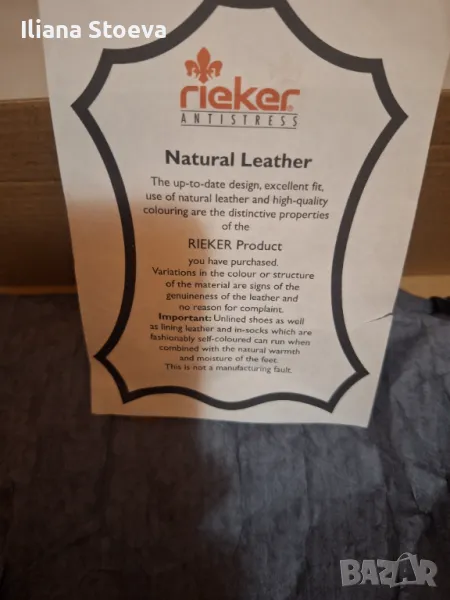 Iliana Stoeva
rieker
ANTISTRESS
Natural Leather
The up-to-date design, excellent fit,
use of natural leather and high-quality
colouring are the distinctive properties
of the
RIEKER Product
you have purchased.
Variations in the colour or structure
of the material are signs of the
genuineness of the leather and
no reason for complaint.
Important: Unlined shoes as well
as lining leather and in-socks which are
fashionably self-coloured can run when
combined with the natural warmth
and moisture of the feet.
This is not a manufacturing fault.
BAZAR